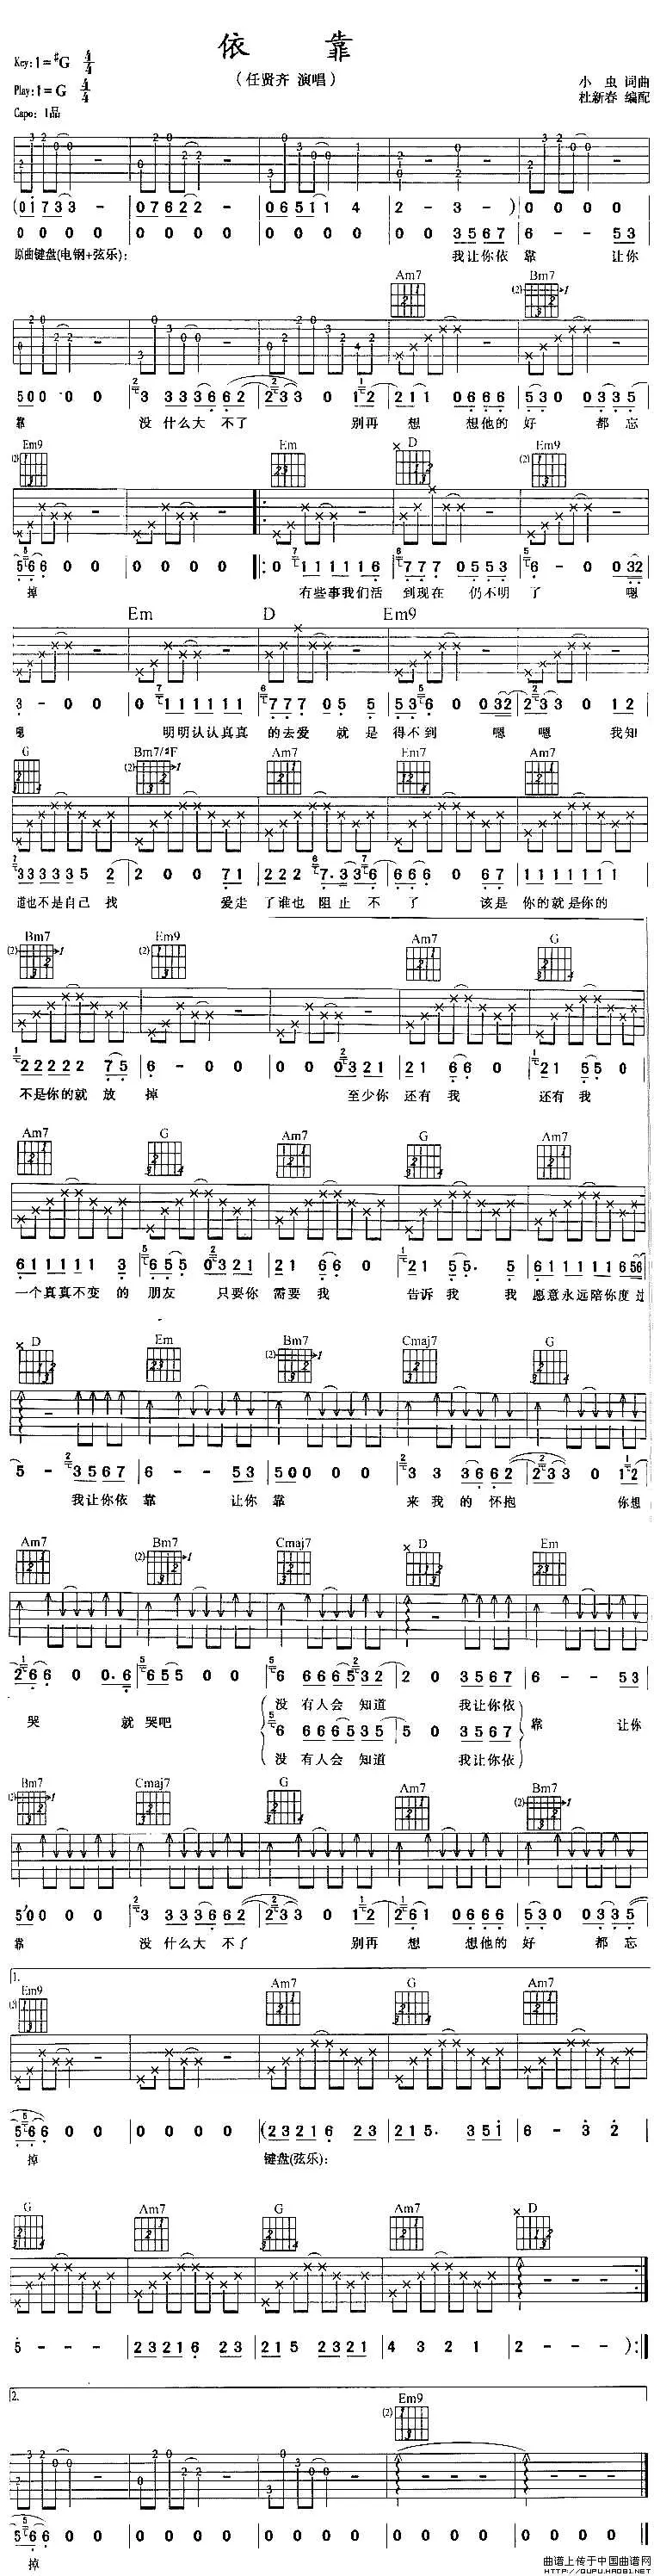 依 靠
（任贤齐 演唱）
Key: 1=#G 4/4
Play: 1=G 4/4
Capo: 1品
小 虫 词曲
杜新春 编配
(0 1 7 3 3 - | 0 7 6 2 2 - | 0 6 5 1 1 4 | 2 - 3 - ) | 0 0 0 0
0 0 0 0 | 0 0 0 0 | 0 0 0 0 | 0 0 3 5 6 7 | 6 - - 5 3
原曲键盘(电钢+弦乐): 我让你依 靠 让你
Am7 Bm7
(2) 1
5 0 0 0 0 | 3 3 3 3 6 6 2 | 2 3 3 0 1 2 | 2 1 1 0 6 6 6 | 5 3 0 0 3 3 5
靠 没 什么大 不了 别再 想 想他的 好 都忘
Em9 Em D Em9
5 6 6 0 0 | 0 0 0 0 |: 0 1 1 1 1 1 6 | 7 7 7 0 5 5 3 | 6 - 0 0 3 2
掉 有些事我们活 到现在 仍不明 了 嗯
Em D Em9
3 - 0 0 | 0 1 1 1 1 1 1 | 7 7 7 0 5 5 | 5 3 6 0 0 3 2 | 2 3 3 0 1 2
嗯 明明认认真真 的去爱 就是 得不到 嗯 嗯 我知
G Bm7/#F Am7 Em7 Am7
3 3 3 3 3 5 2 | 2 0 0 7 1 | 2 2 2 7. 3 3 6 | 6 6 6 0 6 7 | 1 1 1 1 1 1 1
道也不是自己 找 爱走 了谁也 阻止 不 了 该是 你的就是你的
Bm7 Em9 Am7 G
2 2 2 2 2 7 5 | 6 - 0 0 | 0 0 0 3 2 1 | 2 1 6 6 0 | 2 1 5 5 0
不是你的就 放 掉 至少你 还有 我 还有 我
Am7 G Am7 G Am7
6 1 1 1 1 1 3 | 6 5 5 0 3 2 1 | 2 1 6 6 0 | 2 1 5 5. 5 | 6 1 1 1 1 1 6 5 6
一个真真不变 的 朋友 只要你 需要 我 告诉 我 我 愿意永远陪你度过
D Em Bm7 Cmaj7 G
5 - 3 5 6 7 | 6 - - 5 3 | 5 0 0 0 0 | 3 3 3 6 6 2 | 2 3 3 0 1 2
我让你依 靠 让你 靠 来 我 的 怀抱 你想
Am7 Bm7 Cmaj7 D Em
2 6 6 0 0. 6 | 6 5 5 0 0 | 6 6 6 6 5 3 2 | 2 0 3 5 6 7 | 6 - - 5 3
哭 就 哭吧 没 有人会 知道 我让你依 靠 让你
6 6 6 6 5 3 5 | 5 0 3 5 6 7
没 有人会 知道 我让你依
Bm7 Cmaj7 G Am7 Bm7
5 0 0 0 0 | 3 3 3 3 6 6 2 | 2 3 3 0 1 2 | 2 6 1 0 6 6 6 | 5 3 0 0 3 3 5
靠 没 什么大 不了 别再 想 想他的 好 都忘
1.
Em9 Am7 G Am7
5 6 6 0 0 0 | 0 0 0 0 | (2 3 2 1 6 2 3 | 2 1 5. 3 5 1 | 6 - 3 2
掉 键盘(弦乐):
G Am7 G Am7 D
5 - - - | 2 3 2 1 6 2 3 | 2 1 5 2 3 2 1 | 4 3 2 1 | 2 - - - ) :|
2.
Em9
5 6 6 0 0 0 | 0 0 0 0 | 0 0 0 0 | 0 0 0 0 | 0 0 0 0
掉
曲谱上传于中国曲谱网
HTTP://QUPU.HAO81.NET